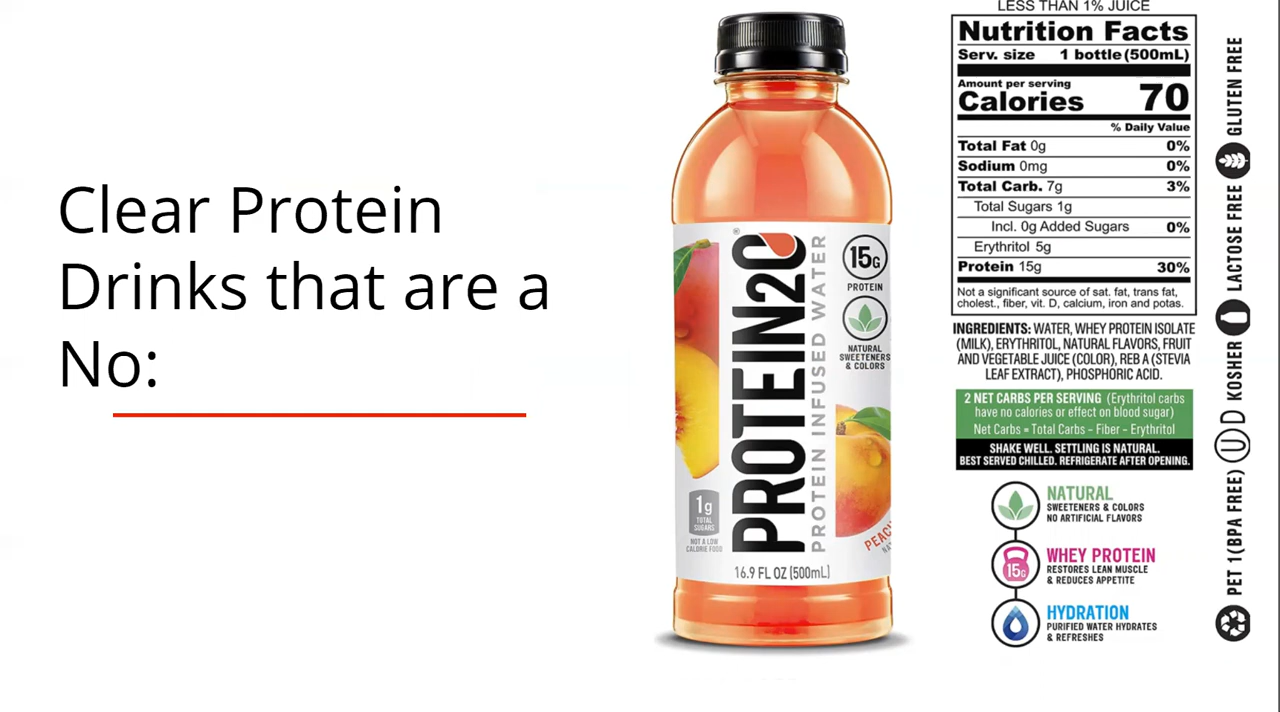 Clear Protein
Drinks that are a
No:
PROTEIN2O
®
PROTEIN INFUSED WATER
15G
PROTEIN
NATURAL
SWEETENERS
& COLORS
1g
TOTAL
SUGARS
NOT A LOW
CALORIE FOOD
16.9 FL OZ (500mL)
LESS THAN 1% JUICE
Nutrition Facts
Serv. size 1 bottle (500mL)
Amount per serving
Calories 70
% Daily Value
Total Fat 0g 0%
Sodium 0mg 0%
Total Carb. 7g 3%
Total Sugars 1g
Incl. 0g Added Sugars 0%
Erythritol 5g
Protein 15g 30%
Not a significant source of sat. fat, trans fat,
cholest., fiber, vit. D, calcium, iron and potas.
INGREDIENTS: WATER, WHEY PROTEIN ISOLATE
(MILK), ERYTHRITOL, NATURAL FLAVORS, FRUIT
AND VEGETABLE JUICE (COLOR), REB A (STEVIA
LEAF EXTRACT), PHOSPHORIC ACID.
2 NET CARBS PER SERVING (Erythritol carbs
have no calories or effect on blood sugar)
Net Carbs = Total Carbs – Fiber – Erythritol
SHAKE WELL. SETTLING IS NATURAL.
BEST SERVED CHILLED. REFRIGERATE AFTER OPENING.
NATURAL
SWEETENERS & COLORS
NO ARTIFICIAL FLAVORS
15G
WHEY PROTEIN
RESTORES LEAN MUSCLE
& REDUCES APPETITE
HYDRATION
PURIFIED WATER HYDRATES
& REFRESHES
PET 1(BPA FREE) U D KOSHER LACTOSE FREE GLUTEN FREE